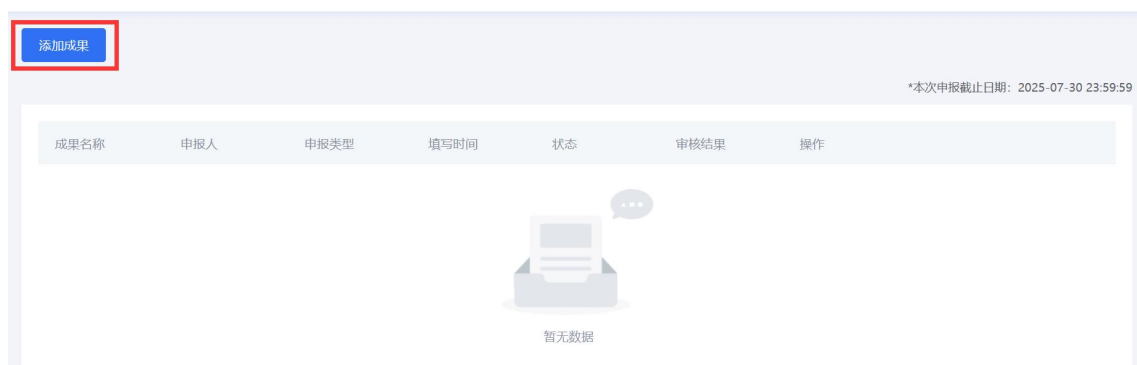 添加成果
*本次申报截止日期：2025-07-30 23:59:59
成果名称 申报人 申报类型 填写时间 状态 审核结果 操作
暂无数据